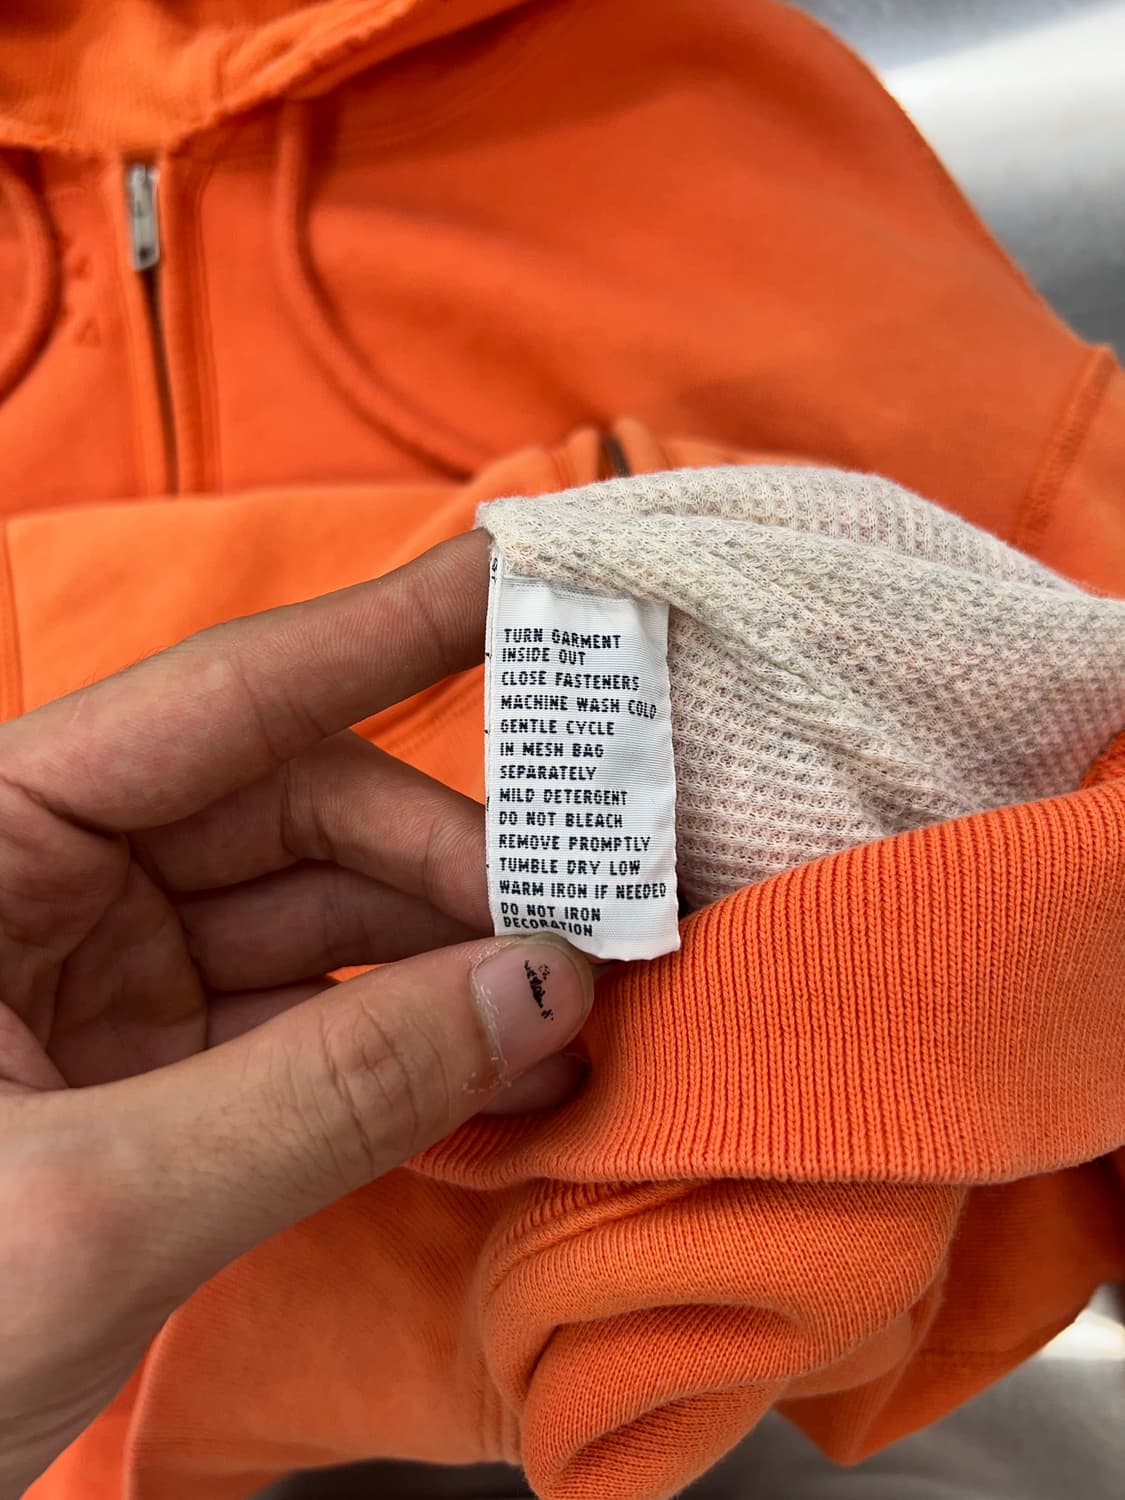 TURN GARMENT
INSIDE OUT
CLOSE FASTENERS
MACHINE WASH COLD
GENTLE CYCLE
IN MESH BAG
SEPARATELY
MILD DETERGENT
DO NOT BLEACH
REMOVE PROMPTLY
TUMBLE DRY LOW
WARM IRON IF NEEDED
DO NOT IRON
DECORATION